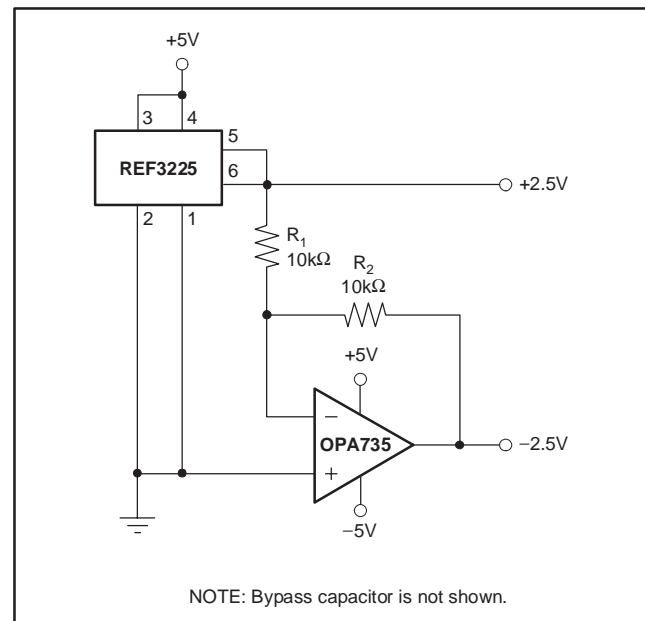 +5V
3 4
5
REF3225
6
+2.5V
2 1
R1
10kΩ
R2
10kΩ
+5V
−
OPA735
−2.5V
+
−5V
NOTE: Bypass capacitor is not shown.